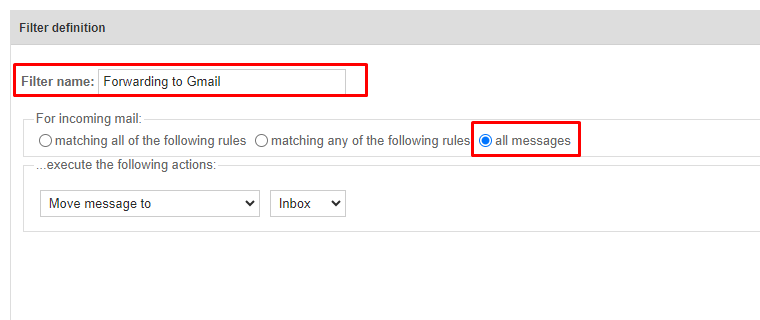 Filter definition
Filter name: Forwarding to Gmail
For incoming mail:
matching all of the following rules matching any of the following rules all messages
...execute the following actions:
Move message to Inbox